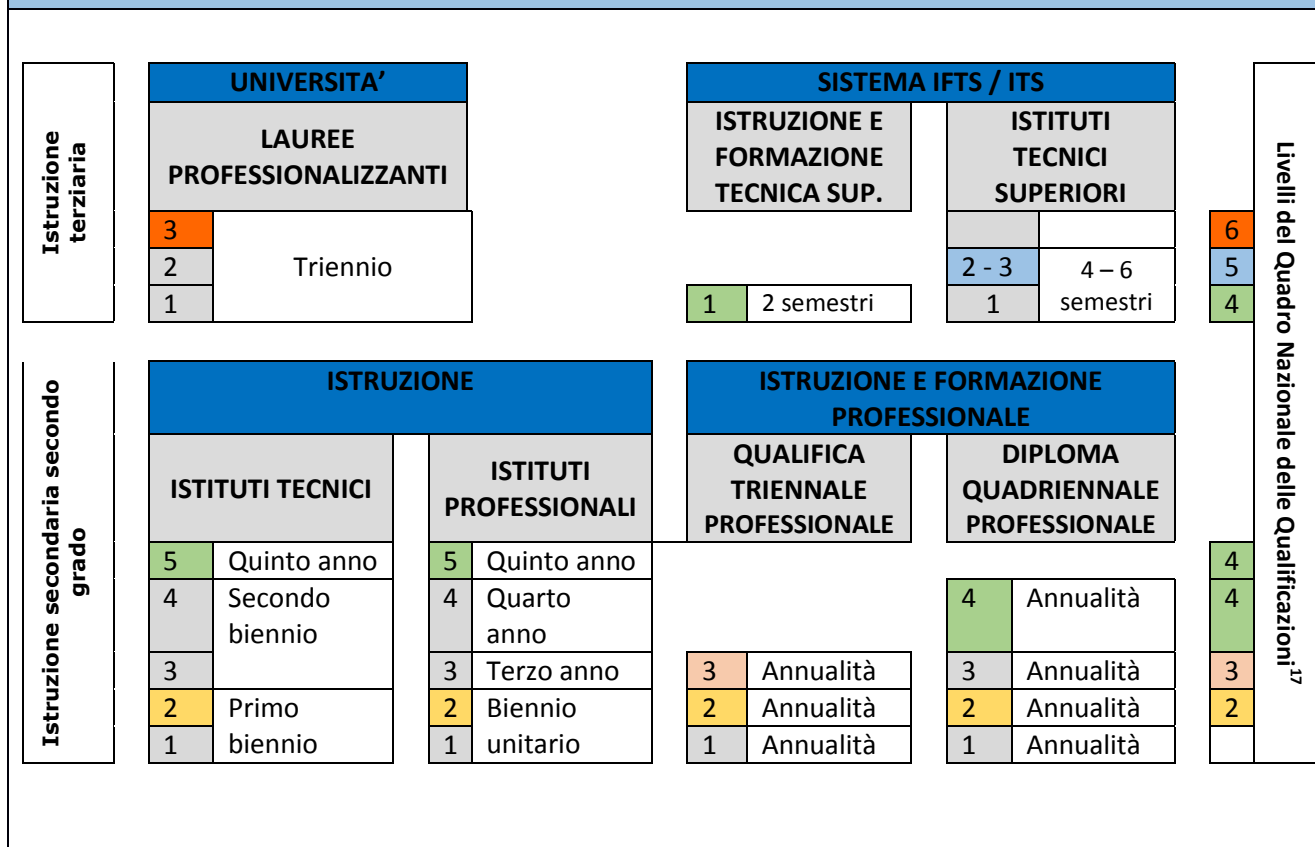 UNIVERSITA’
SISTEMA IFTS / ITS
Istruzione
terziaria
LAUREE
PROFESSIONALIZZANTI
ISTRUZIONE E
FORMAZIONE
TECNICA SUP.
ISTITUTI
TECNICI
SUPERIORI
3
2
1
Triennio
1 2 semestri
2 - 3
1
4 – 6
semestri
6
5
4
Livelli del Quadro Nazionale delle Qualificazioni17
Istruzione secondaria secondo
grado
ISTRUZIONE
ISTRUZIONE E FORMAZIONE
PROFESSIONALE
ISTITUTI TECNICI
ISTITUTI
PROFESSIONALI
QUALIFICA
TRIENNALE
PROFESSIONALE
DIPLOMA
QUADRIENNALE
PROFESSIONALE
5 Quinto anno 5 Quinto anno 4
4 Secondo 4 Quarto 4 Annualità 4
biennio anno
3 3 Terzo anno 3 Annualità 3 Annualità 3
2 Primo 2 Biennio 2 Annualità 2 Annualità 2
1 biennio 1 unitario 1 Annualità 1 Annualità